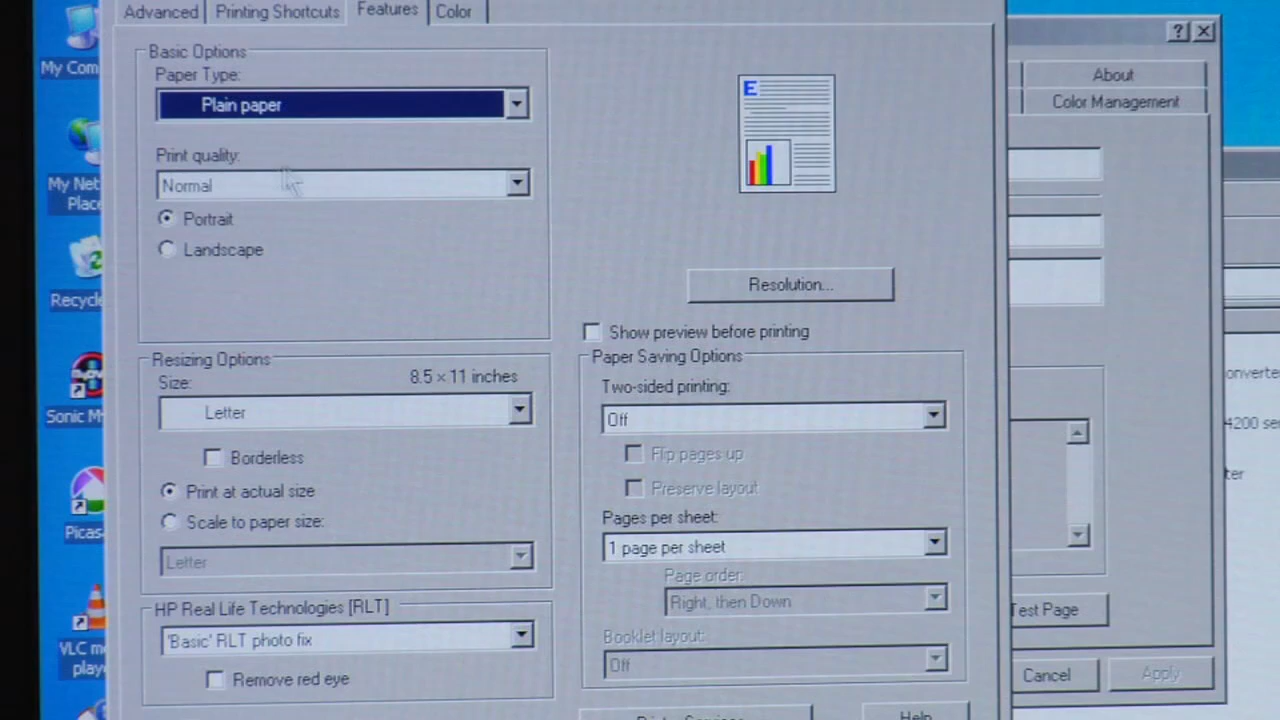 Advanced
Printing Shortcuts
Features
Color
Basic Options
Paper Type:
Plain paper
Print quality:
Normal
Portrait
Landscape
E
Resolution...
Show preview before printing
Resizing Options
Size:
8.5 × 11 inches
Letter
Borderless
Print at actual size
Scale to paper size:
Letter
HP Real Life Technologies [RLT]
'Basic' RLT photo fix
Remove red eye
Paper Saving Options
Two-sided printing:
Off
Flip pages up
Preserve layout
Pages per sheet:
1 page per sheet
Page order:
Right, then Down
Booklet layout:
Off
Help
About
Color Management
Test Page
Cancel
Apply
My Com
My Net
Place
Recycle
Sonic My
Picas
VLC me
playe
onverte
4200 se
ter